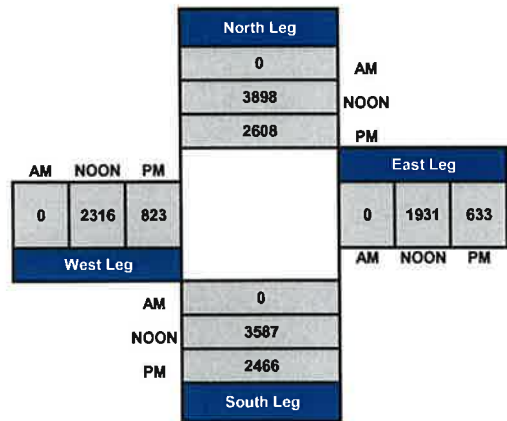 North Leg
0 AM
3898 NOON
2608 PM
AM NOON PM East Leg
0 2316 823 0 1931 633
West Leg AM NOON PM
AM 0
NOON 3587
PM 2466
South Leg